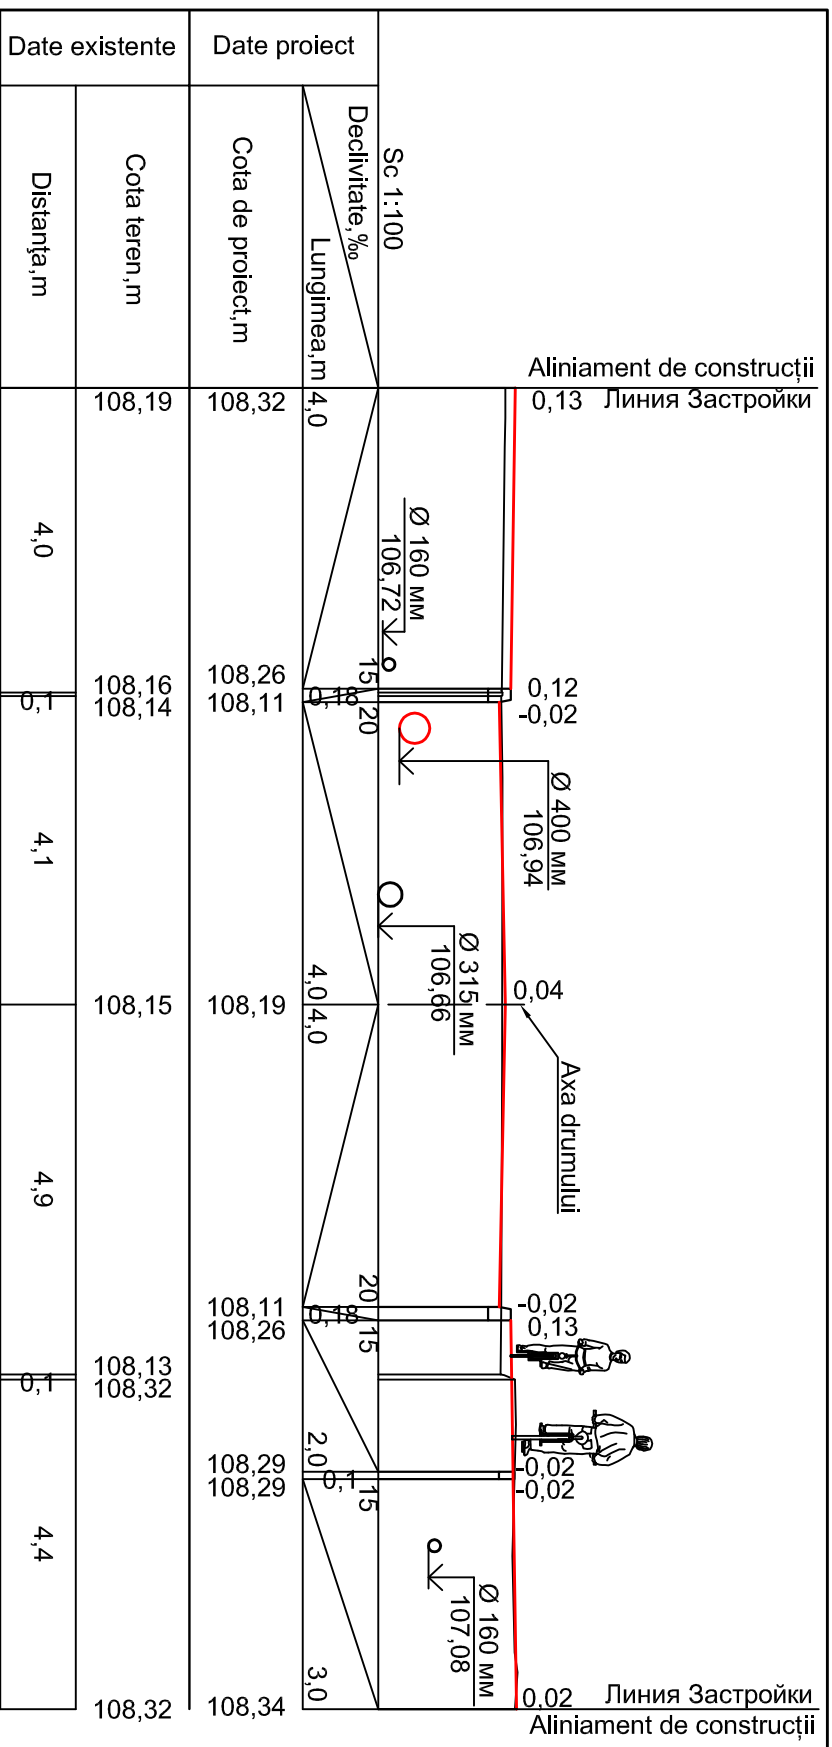 Date existente
Date proiect
Distanța,m
Cota teren,m
Cota de proiect,m
Lungimea,m
Declivitate,‰
Sc 1:100
Aliniament de construcții
Линия Застройки
108,19
108,32
4,0
0,13
4,0
Ø 160 мм
106,72
108,16
108,26
15
0,12
0,1
108,14
108,11
0,18
20
-0,02
Ø 400 мм
106,94
4,1
Ø 315 мм
106,66
4,0
4,0
108,15
108,19
0,04
Axa drumului
4,9
20
108,11
0,18
-0,02
108,26
15
0,13
108,13
0,1
108,32
2,0
108,29
0,1
-0,02
108,29
15
-0,02
4,4
Ø 160 мм
107,08
3,0
108,32
108,34
0,02
Линия Застройки
Aliniament de construcții